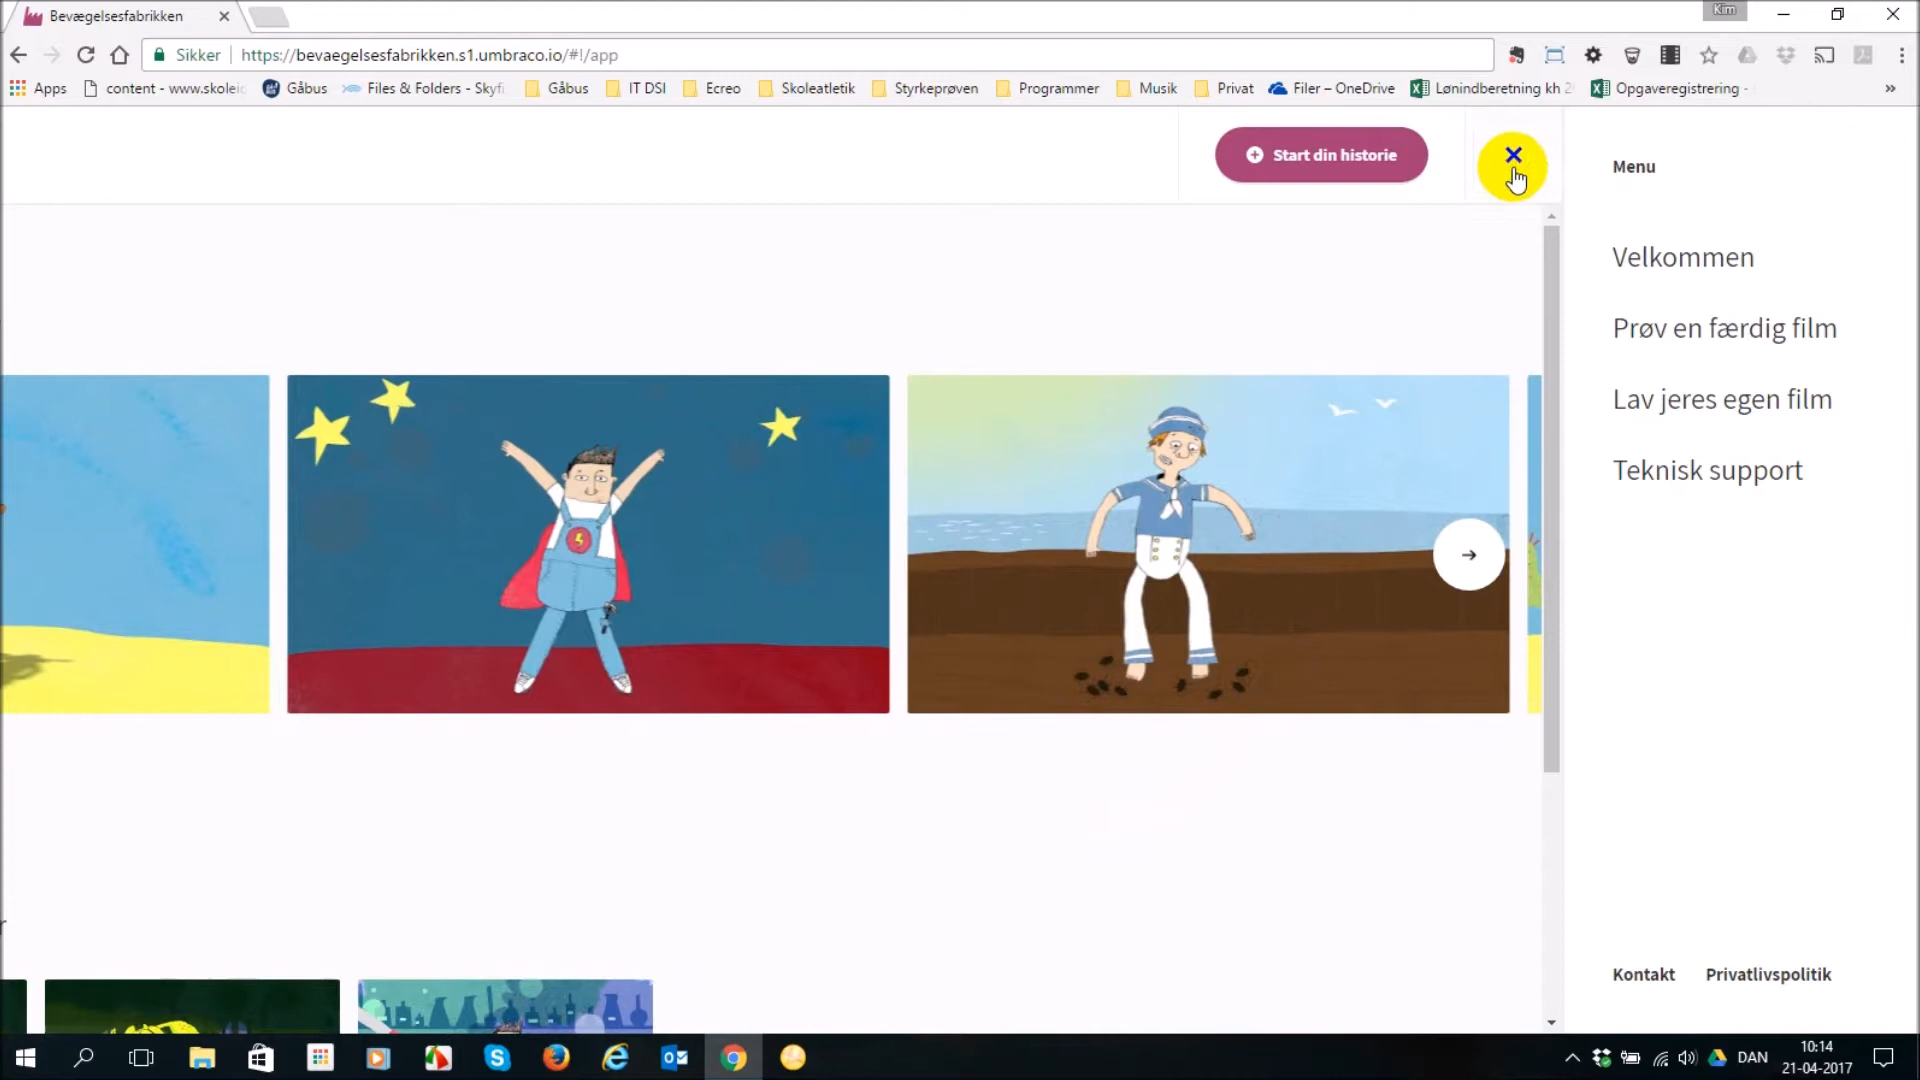 Bevægelsesfabrikken
Kim
Sikker
https://bevaegelsesfabrikken.s1.umbraco.io/#!/app
Apps
content - www.skoleid
Gåbus
Files & Folders - Skyf
Gåbus
IT DSI
Ecreo
Skoleatletik
Styrkeprøven
Programmer
Musik
Privat
Filer – OneDrive
Lønindberetning kh 2
Opgaveregistrering -
»
Start din historie
Menu
Velkommen
Prøv en færdig film
Lav jeres egen film
Teknisk support
Kontakt
Privatlivspolitik
DAN
10:14
21-04-2017